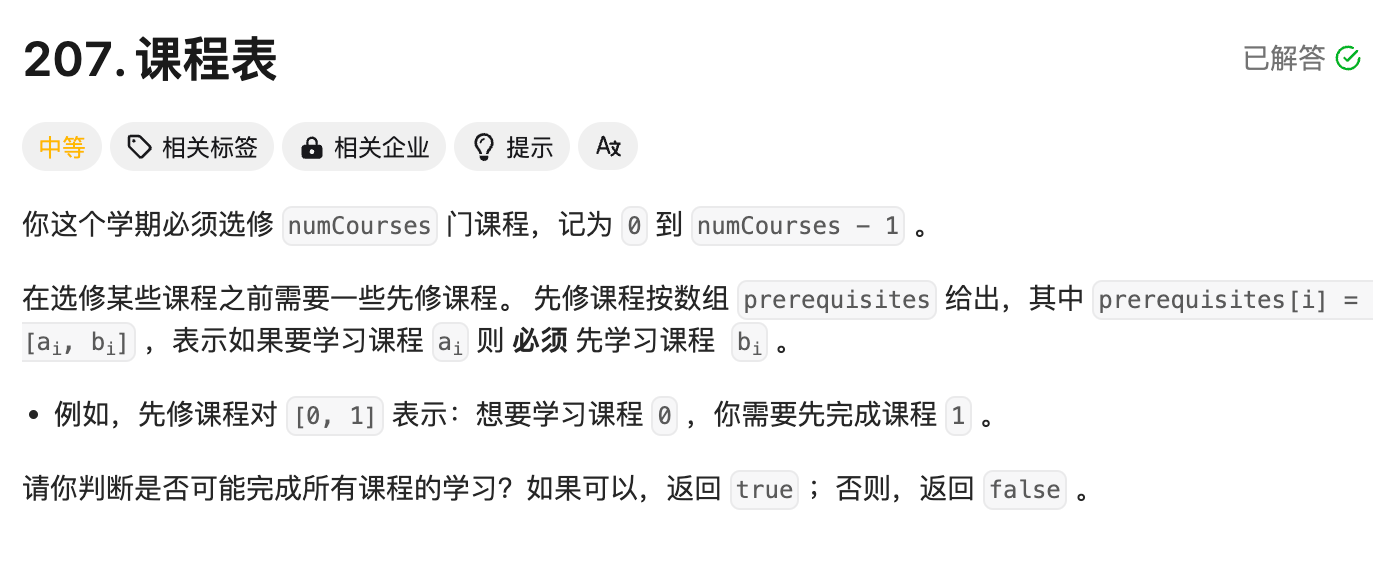 207. 课程表
已解答
中等
相关标签
相关企业
提示
你这个学期必须选修 numCourses 门课程，记为 0 到 numCourses - 1 。
在选修某些课程之前需要一些先修课程。 先修课程按数组 prerequisites 给出，其中 prerequisites[i] =
[ai, bi] ，表示如果要学习课程 ai 则 必须 先学习课程 bi 。
• 例如，先修课程对 [0, 1] 表示：想要学习课程 0 ，你需要先完成课程 1 。
请你判断是否可能完成所有课程的学习？如果可以，返回 true ；否则，返回 false 。